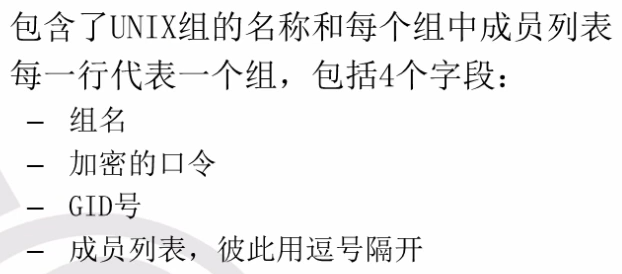 包含了UNIX组的名称和每个组中成员列表
每一行代表一个组，包括4个字段：
– 组名
– 加密的口令
– GID号
– 成员列表，彼此用逗号隔开